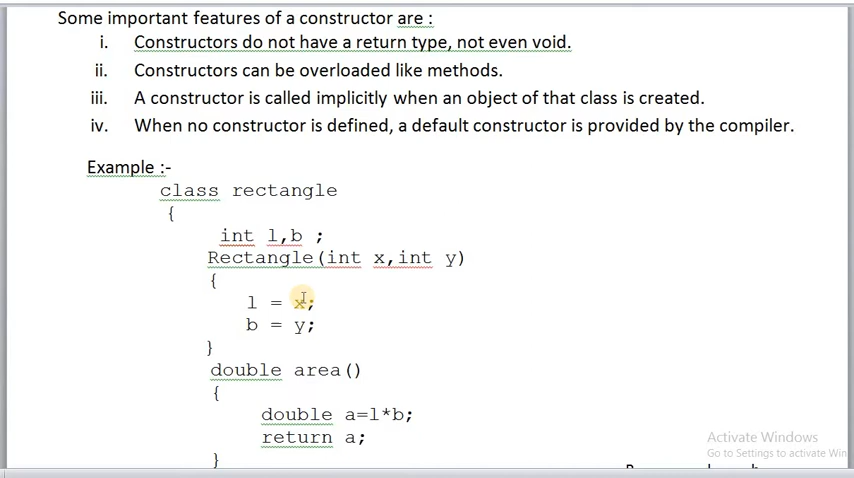 Some important features of a constructor are :
i. Constructors do not have a return type, not even void.
ii. Constructors can be overloaded like methods.
iii. A constructor is called implicitly when an object of that class is created.
iv. When no constructor is defined, a default constructor is provided by the compiler.
Example :-
class rectangle
{
int l,b ;
Rectangle(int x,int y)
{
l = x;
b = y;
}
double area()
{
double a=l*b;
return a;
}
Activate Windows
Go to Settings to activate Win